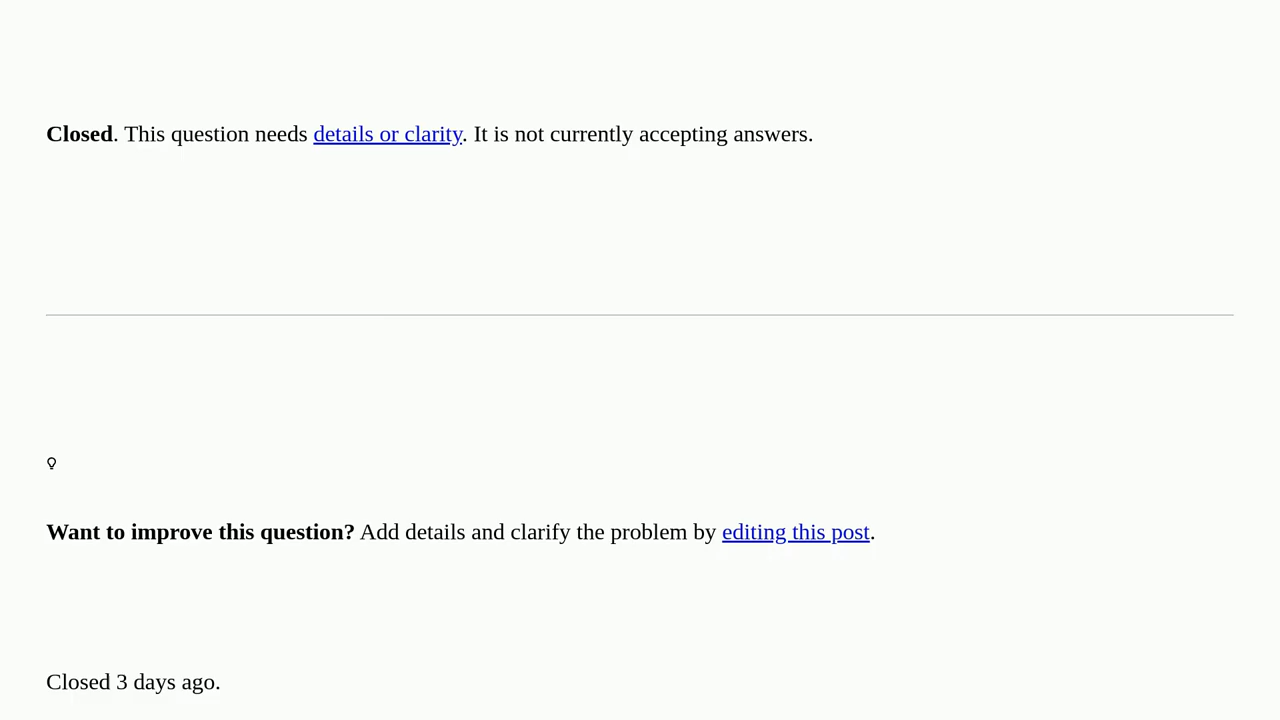 Closed. This question needs details or clarity. It is not currently accepting answers.
Want to improve this question? Add details and clarify the problem by editing this post.
Closed 3 days ago.